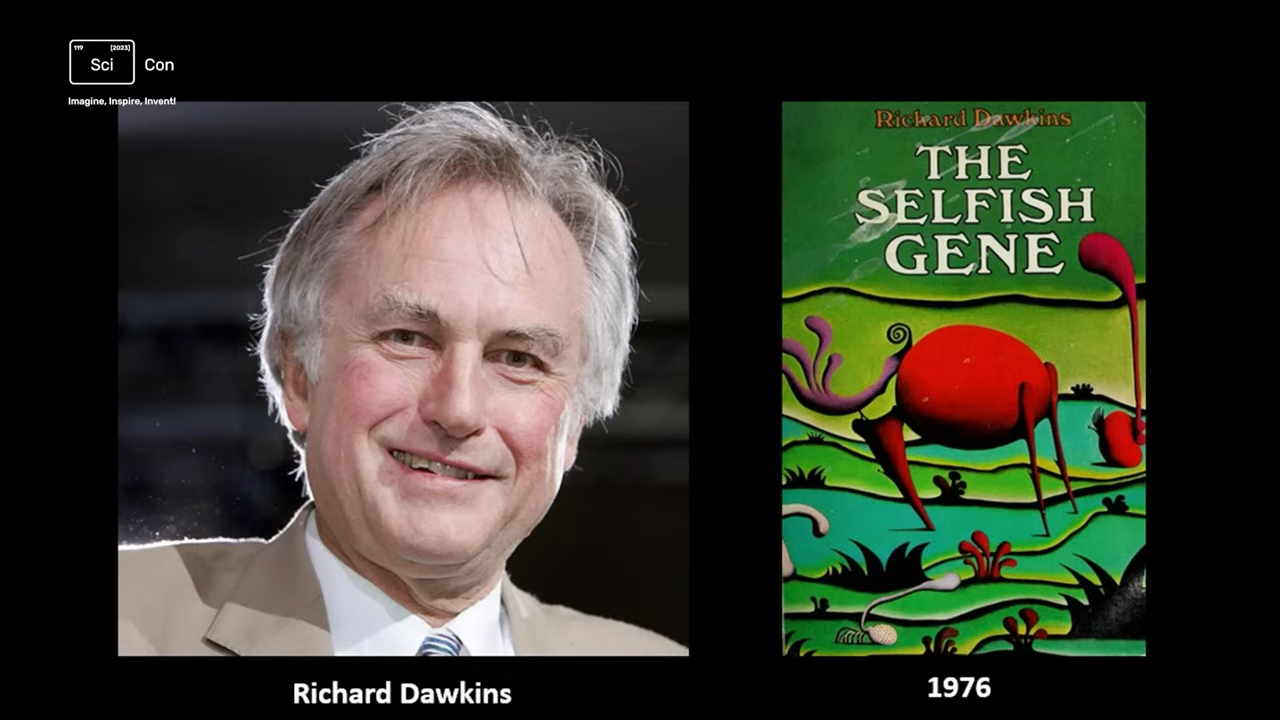 119 [2023]
Sci Con
Imagine, Inspire, Invent!
Richard Dawkins
THE
SELFISH
GENE
Richard Dawkins
1976